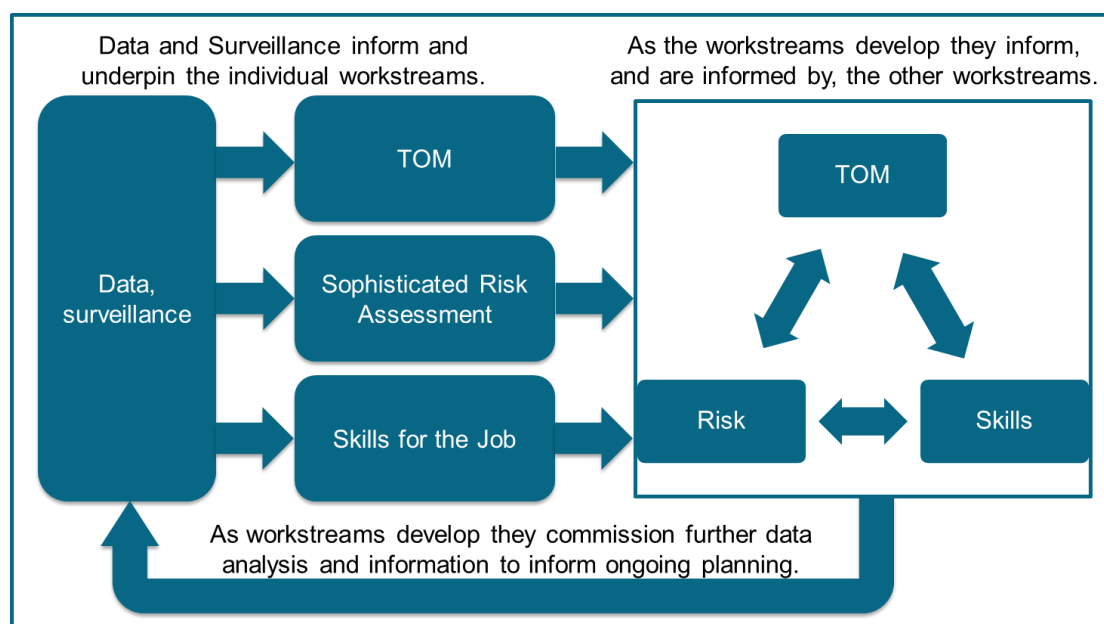 Data and Surveillance inform and
underpin the individual workstreams.
As the workstreams develop they inform,
and are informed by, the other workstreams.
Data,
surveillance
TOM
Sophisticated Risk
Assessment
Skills for the Job
TOM
Risk
Skills
As workstreams develop they commission further data
analysis and information to inform ongoing planning.